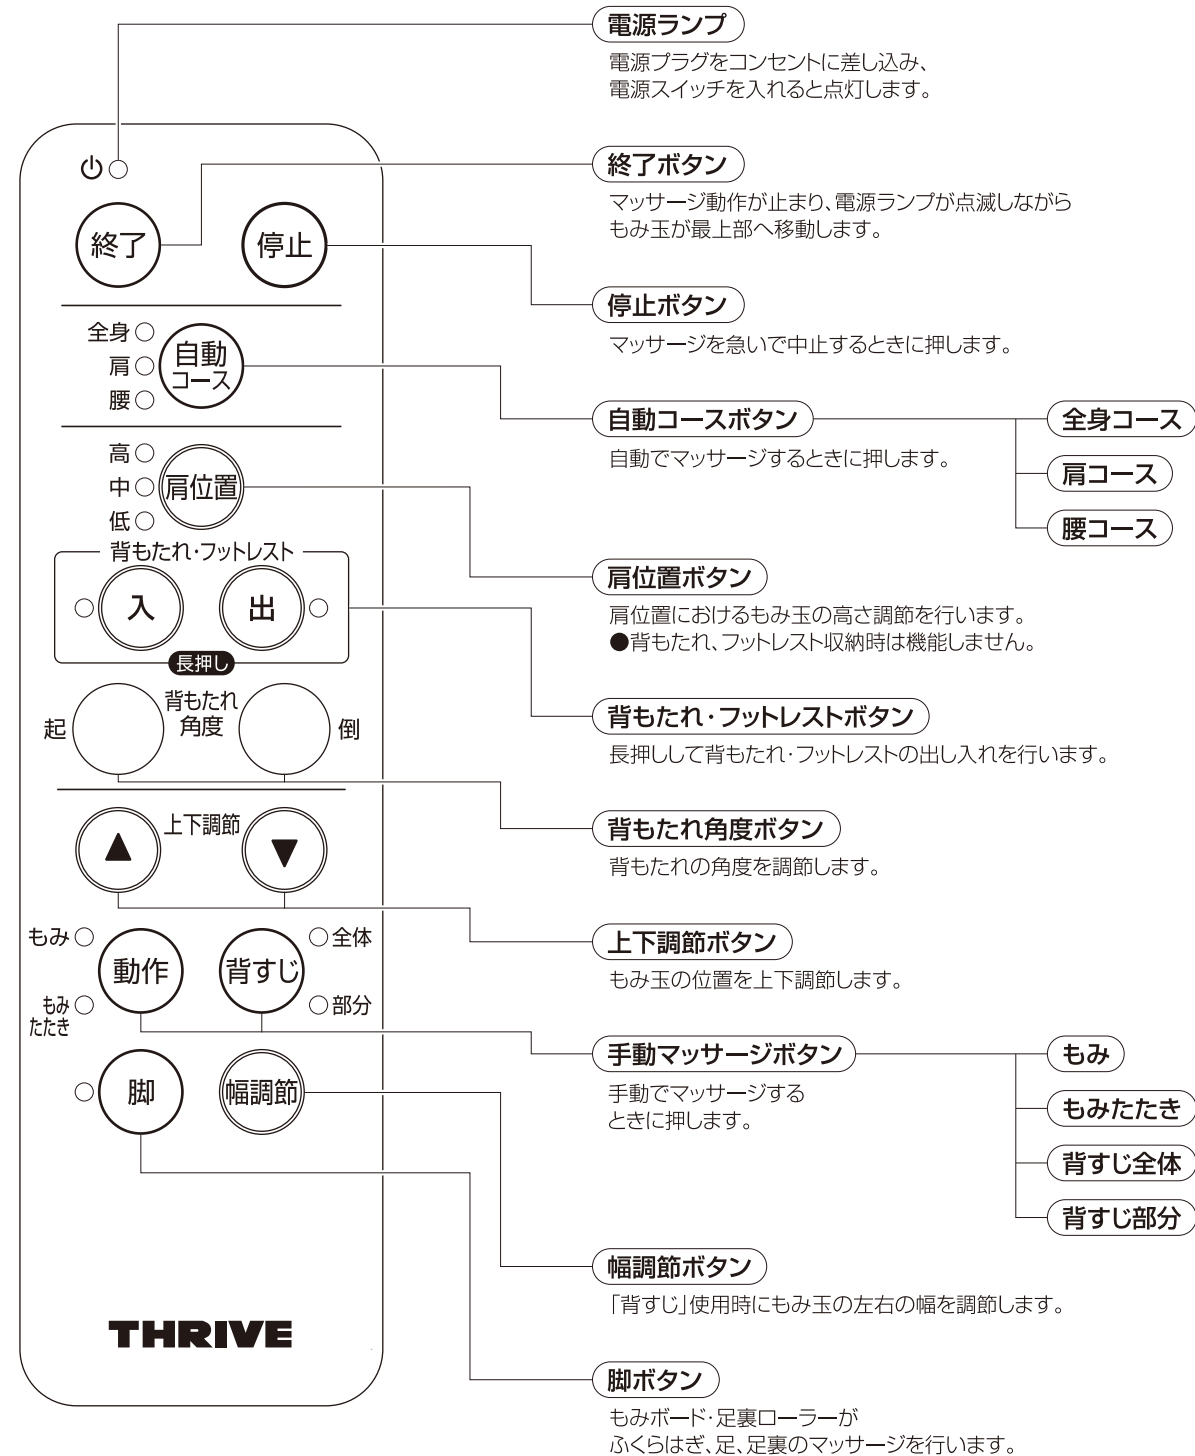 電源ランプ
電源プラグをコンセントに差し込み、
電源スイッチを入れると点灯します。
終了ボタン
マッサージ動作が止まり、電源ランプが点滅しながら
もみ玉が最上部へ移動します。
終了
停止
停止ボタン
マッサージを急いで中止するときに押します。
全身
肩
腰
自動
コース
自動コースボタン
自動でマッサージするときに押します。
全身コース
肩コース
腰コース
高
中
低
肩位置
肩位置ボタン
肩位置におけるもみ玉の高さ調節を行います。
●背もたれ、フットレスト収納時は機能しません。
背もたれ・フットレスト
入
出
長押し
背もたれ・フットレストボタン
長押しして背もたれ・フットレストの出し入れを行います。
起
背もたれ
角度
倒
背もたれ角度ボタン
背もたれの角度を調節します。
▲
上下調節
▼
上下調節ボタン
もみ玉の位置を上下調節します。
もみ
もみ
たたき
動作
背すじ
全体
部分
手動マッサージボタン
手動でマッサージする
ときに押します。
もみ
もみたたき
背すじ全体
背すじ部分
脚
幅調節
幅調節ボタン
「背すじ」使用時にもみ玉の左右の幅を調節します。
THRIVE
脚ボタン
もみボード・足裏ローラーが
ふくらはぎ、足、足裏のマッサージを行います。